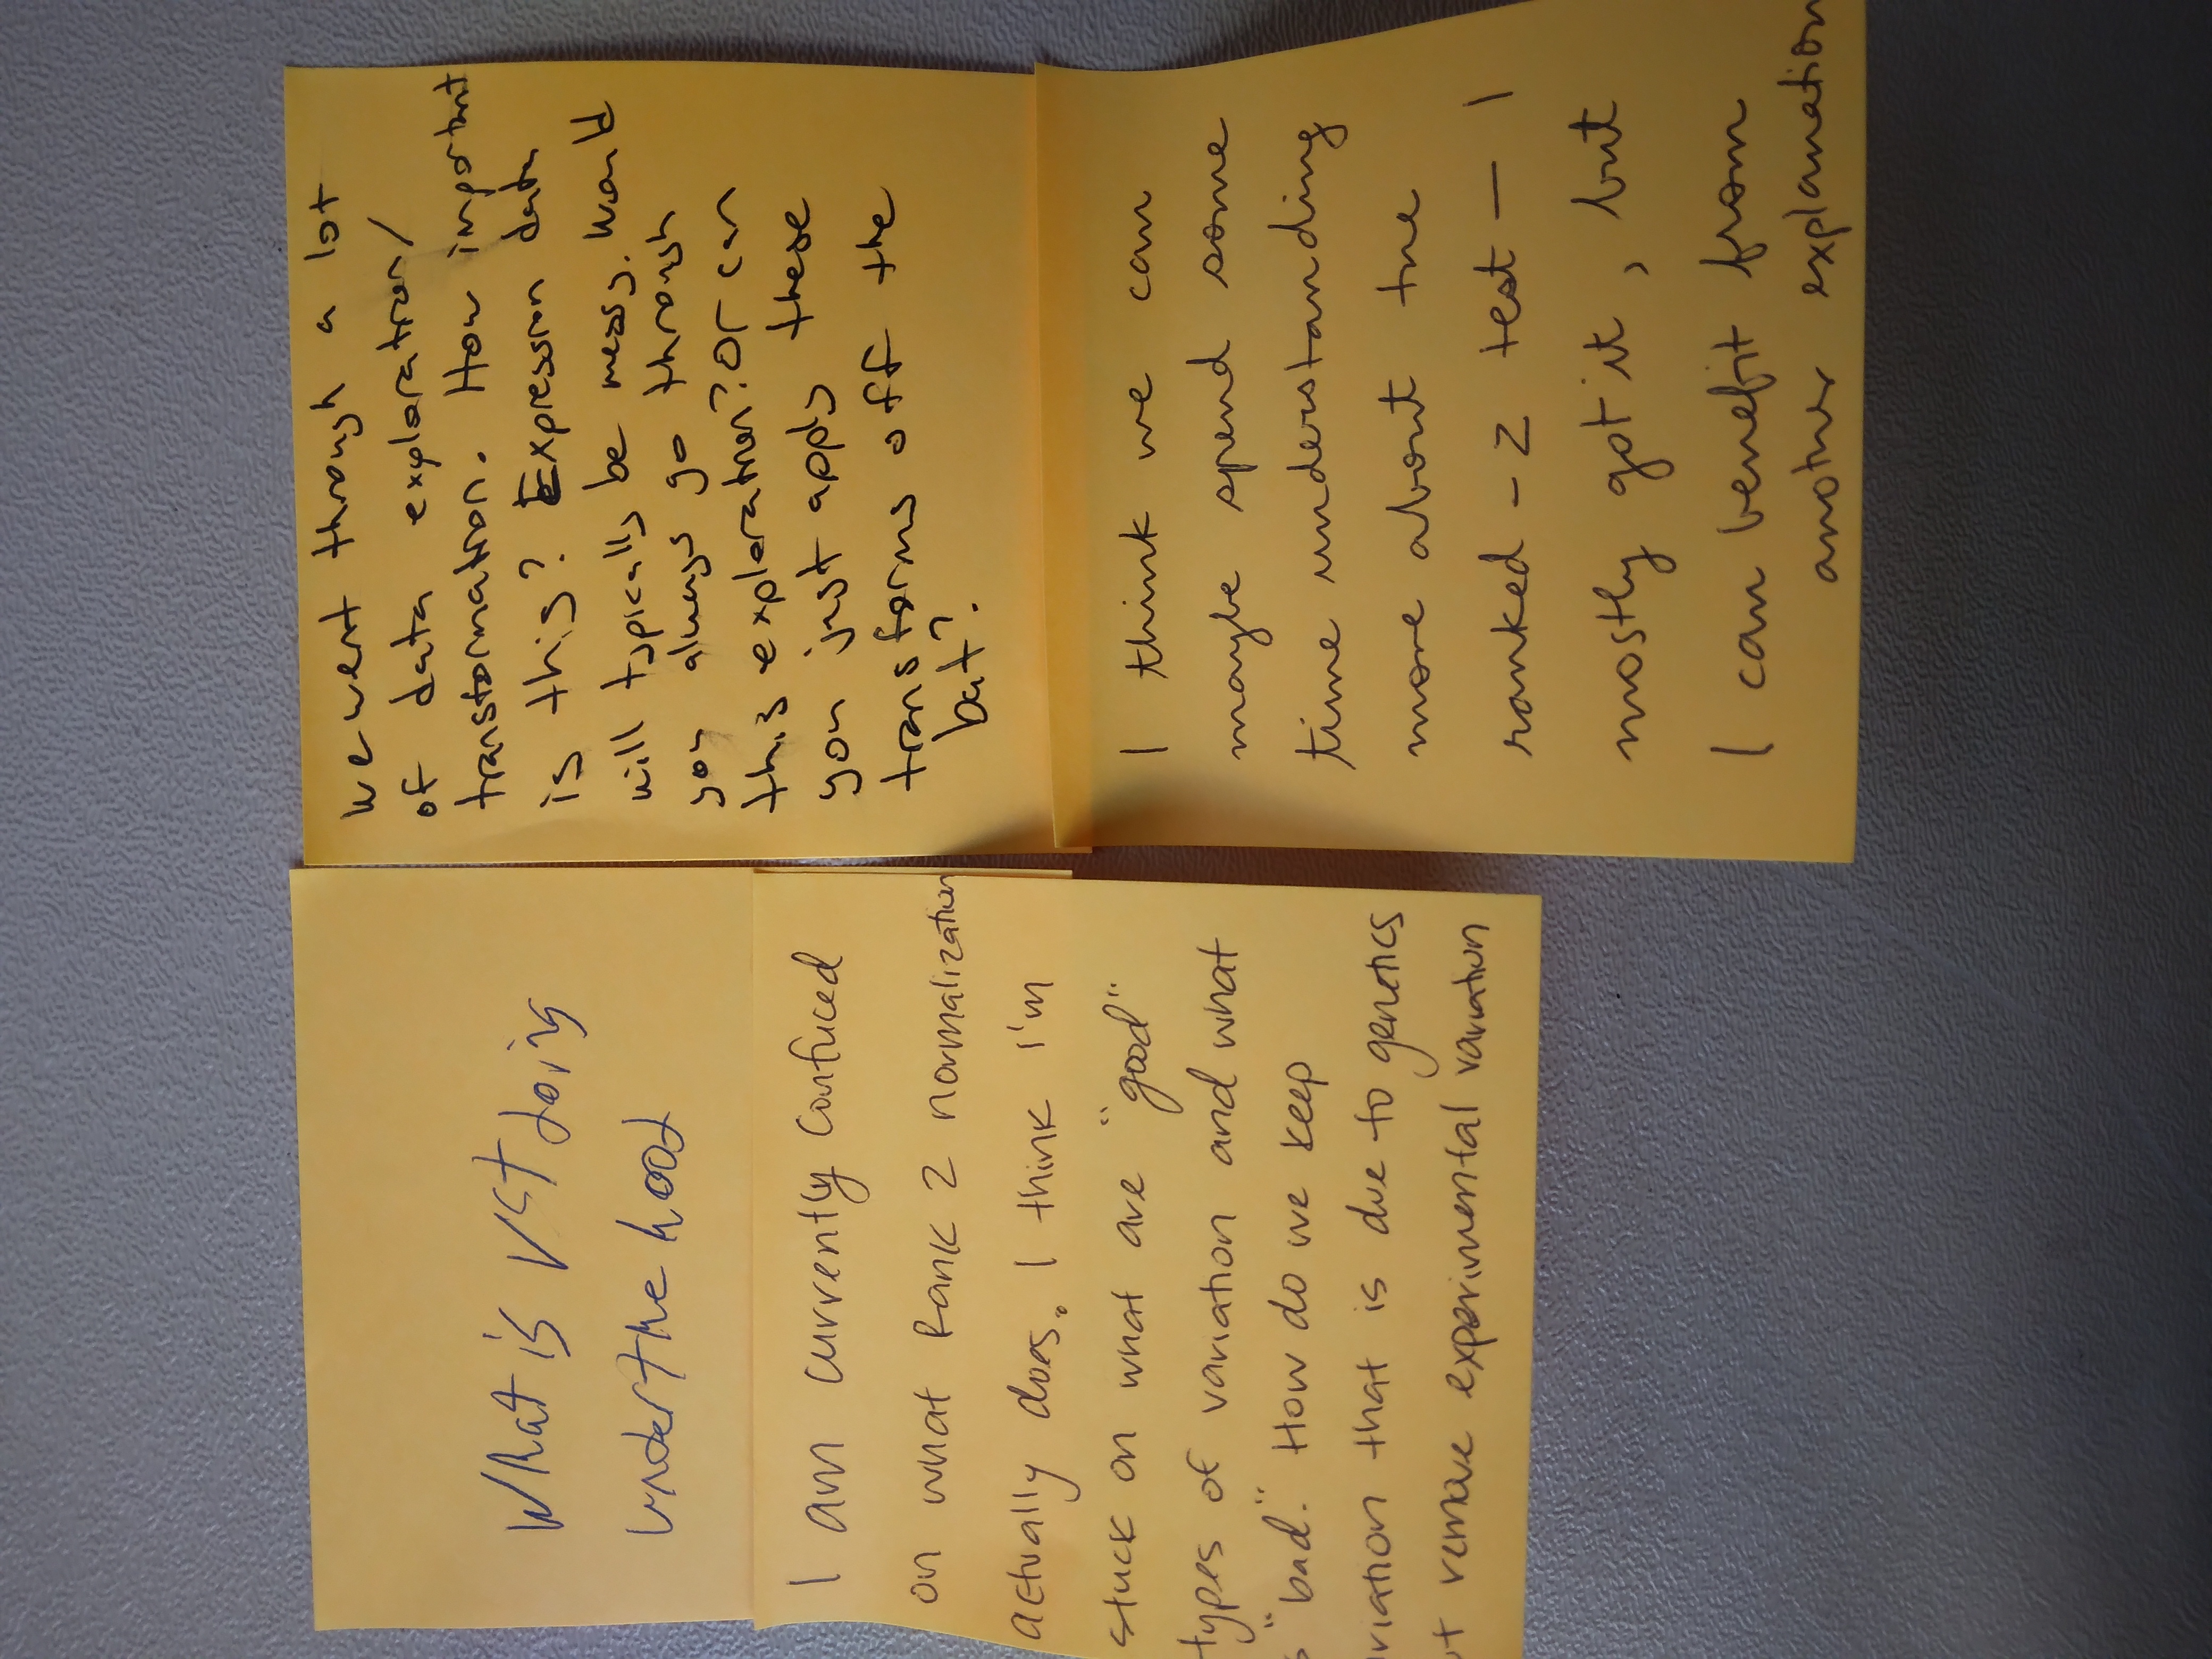 What is VST doing
under the hood
I am currently confuced
on what Rank 2 normalization
actually does. I think I'm
stuck on what are "good"
types of variation and what
"bad." How do we keep
variation that is due to genetics
remove experimental variation
We went through a lot
of data exploration/
transformation. How important
is this? Expression data
will typically be messy. Would
you always go through
this exploration? Or can
you just apply these
transforms off the
bat?
I think we can
maybe spend some
time understanding
more about the
ranked - 2 test — I
mostly got it, but
I can benefit from
another explanation